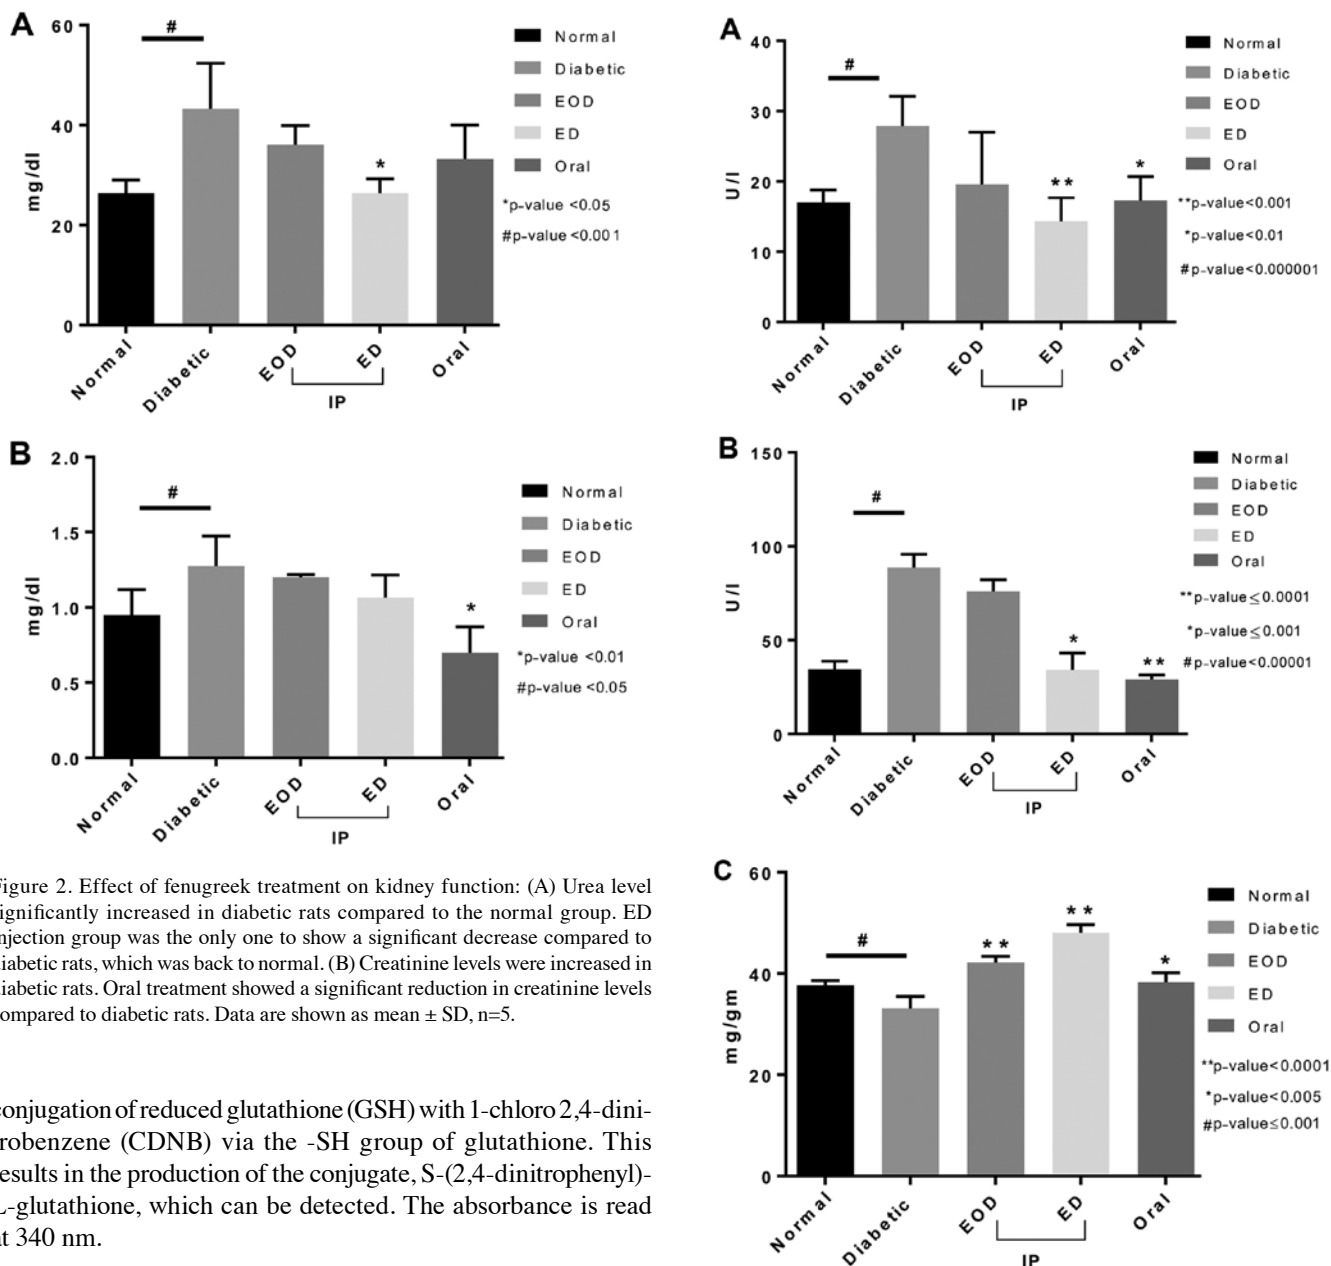 A
60
40
20
0
mg/dl
#
*
Normal
Diabetic
EOD
ED
Oral
*p-value <0.05
#p-value <0.001
Normal
Diabetic
EOD
ED
Oral
IP
B
2.0
1.5
1.0
0.5
0.0
mg/dl
#
*
Normal
Diabetic
EOD
ED
Oral
*p-value <0.01
#p-value <0.05
Normal
Diabetic
EOD
ED
Oral
IP
igure 2. Effect of fenugreek treatment on kidney function: (A) Urea level
ignificantly increased in diabetic rats compared to the normal group. ED
njection group was the only one to show a significant decrease compared to
diabetic rats, which was back to normal. (B) Creatinine levels were increased in
diabetic rats. Oral treatment showed a significant reduction in creatinine levels
compared to diabetic rats. Data are shown as mean ± SD, n=5.
conjugation of reduced glutathione (GSH) with 1-chloro 2,4-dini-
robenzene (CDNB) via the -SH group of glutathione. This
results in the production of the conjugate, S-(2,4-dinitrophenyl)-
L-glutathione, which can be detected. The absorbance is read
at 340 nm.
A
40
30
20
10
0
U/l
#
**
*
Normal
Diabetic
EOD
ED
Oral
**p-value<0.001
*p-value<0.01
#p-value<0.000001
Normal
Diabetic
EOD
ED
Oral
IP
B
150
100
50
0
U/l
#
*
**
Normal
Diabetic
EOD
ED
Oral
**p-value≤0.0001
*p-value≤0.001
#p-value<0.00001
Normal
Diabetic
EOD
ED
Oral
IP
C
60
40
20
0
mg/gm
#
**
**
*
Normal
Diabetic
EOD
ED
Oral
**p-value<0.0001
*p-value<0.005
#p-value≤0.001
Normal
Diabetic
EOD
ED
Oral
IP